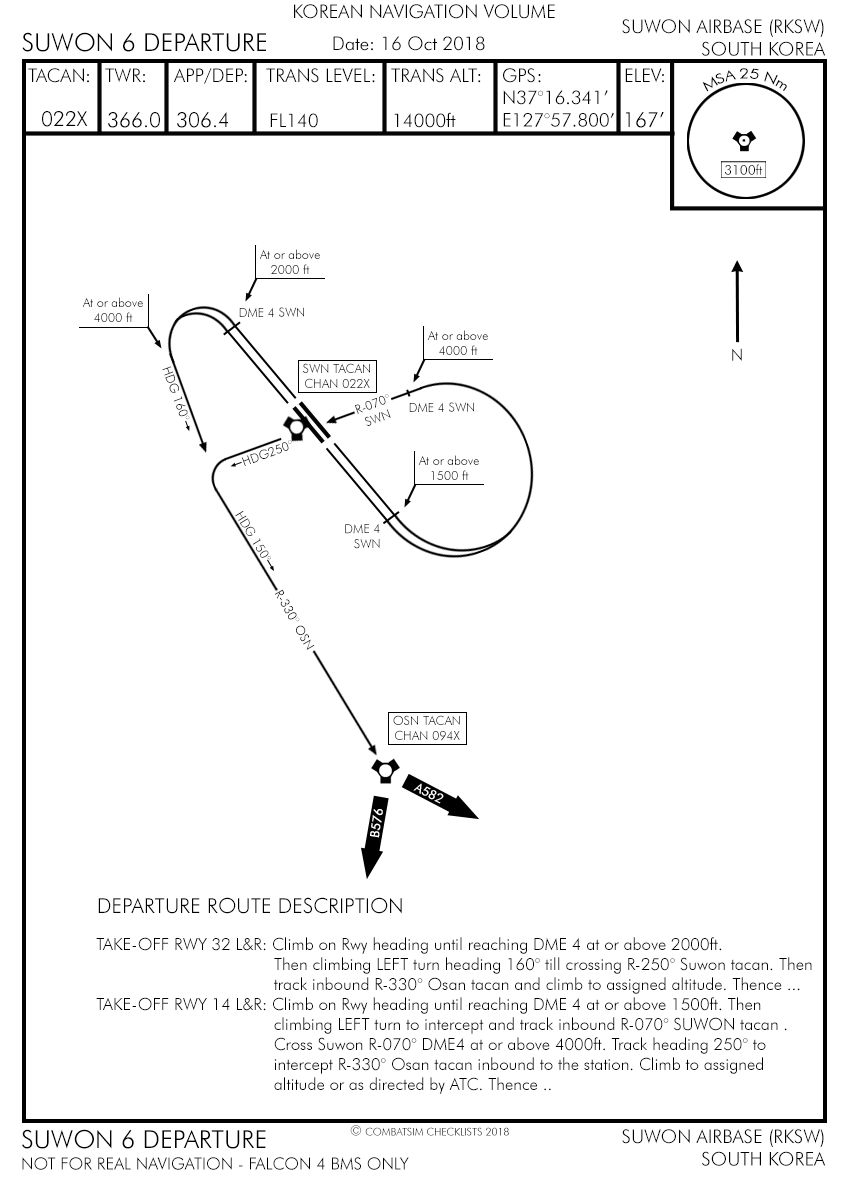 KOREAN NAVIGATION VOLUME
SUWON 6 DEPARTURE
Date: 16 Oct 2018
SUWON AIRBASE (RKSW)
SOUTH KOREA
TACAN:
022X
TWR:
366.0
APP/DEP:
306.4
TRANS LEVEL:
FL140
TRANS ALT:
14000ft
GPS:
N37°16.341'
E127°57.800'
ELEV:
167'
MSA 25 Nm
3100ft
At or above
2000 ft
At or above
4000 ft
DME 4 SWN
N
At or above
4000 ft
SWN TACAN
CHAN 022X
HDG 160°
R-070°
SWN
DME 4 SWN
HDG250°
At or above
1500 ft
DME 4
SWN
HDG 150°
R-330° OSN
OSN TACAN
CHAN 094X
A582
B576
DEPARTURE ROUTE DESCRIPTION
TAKE-OFF RWY 32 L&R: Climb on Rwy heading until reaching DME 4 at or above 2000ft.
Then climbing LEFT turn heading 160° till crossing R-250° Suwon tacan. Then
track inbound R-330° Osan tacan and climb to assigned altitude. Thence ...
TAKE-OFF RWY 14 L&R: Climb on Rwy heading until reaching DME 4 at or above 1500ft. Then
climbing LEFT turn to intercept and track inbound R-070° SUWON tacan .
Cross Suwon R-070° DME4 at or above 4000ft. Track heading 250° to
intercept R-330° Osan tacan inbound to the station. Climb to assigned
altitude or as directed by ATC. Thence ..
SUWON 6 DEPARTURE
© COMBATSIM CHECKLISTS 2018
SUWON AIRBASE (RKSW)
NOT FOR REAL NAVIGATION - FALCON 4 BMS ONLY
SOUTH KOREA